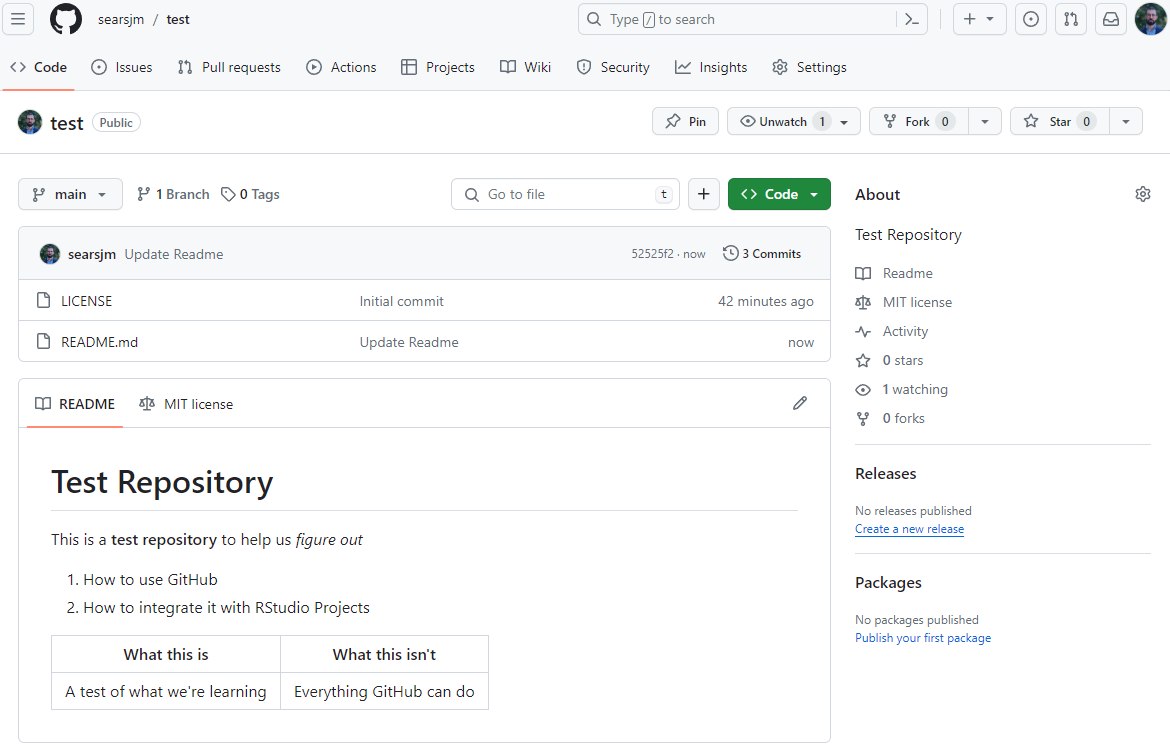 searsjm / test
Type / to search
Code Issues Pull requests Actions Projects Wiki Security Insights Settings
test Public
Pin Unwatch 1 Fork 0 Star 0
main 1 Branch 0 Tags Go to file t + Code
searsjm Update Readme 52525f2 · now 3 Commits
LICENSE Initial commit 42 minutes ago
README.md Update Readme now
README MIT license
Test Repository
This is a test repository to help us figure out
1. How to use GitHub
2. How to integrate it with RStudio Projects
What this is What this isn't
A test of what we're learning Everything GitHub can do
About
Test Repository
Readme
MIT license
Activity
0 stars
1 watching
0 forks
Releases
No releases published
Create a new release
Packages
No packages published
Publish your first package